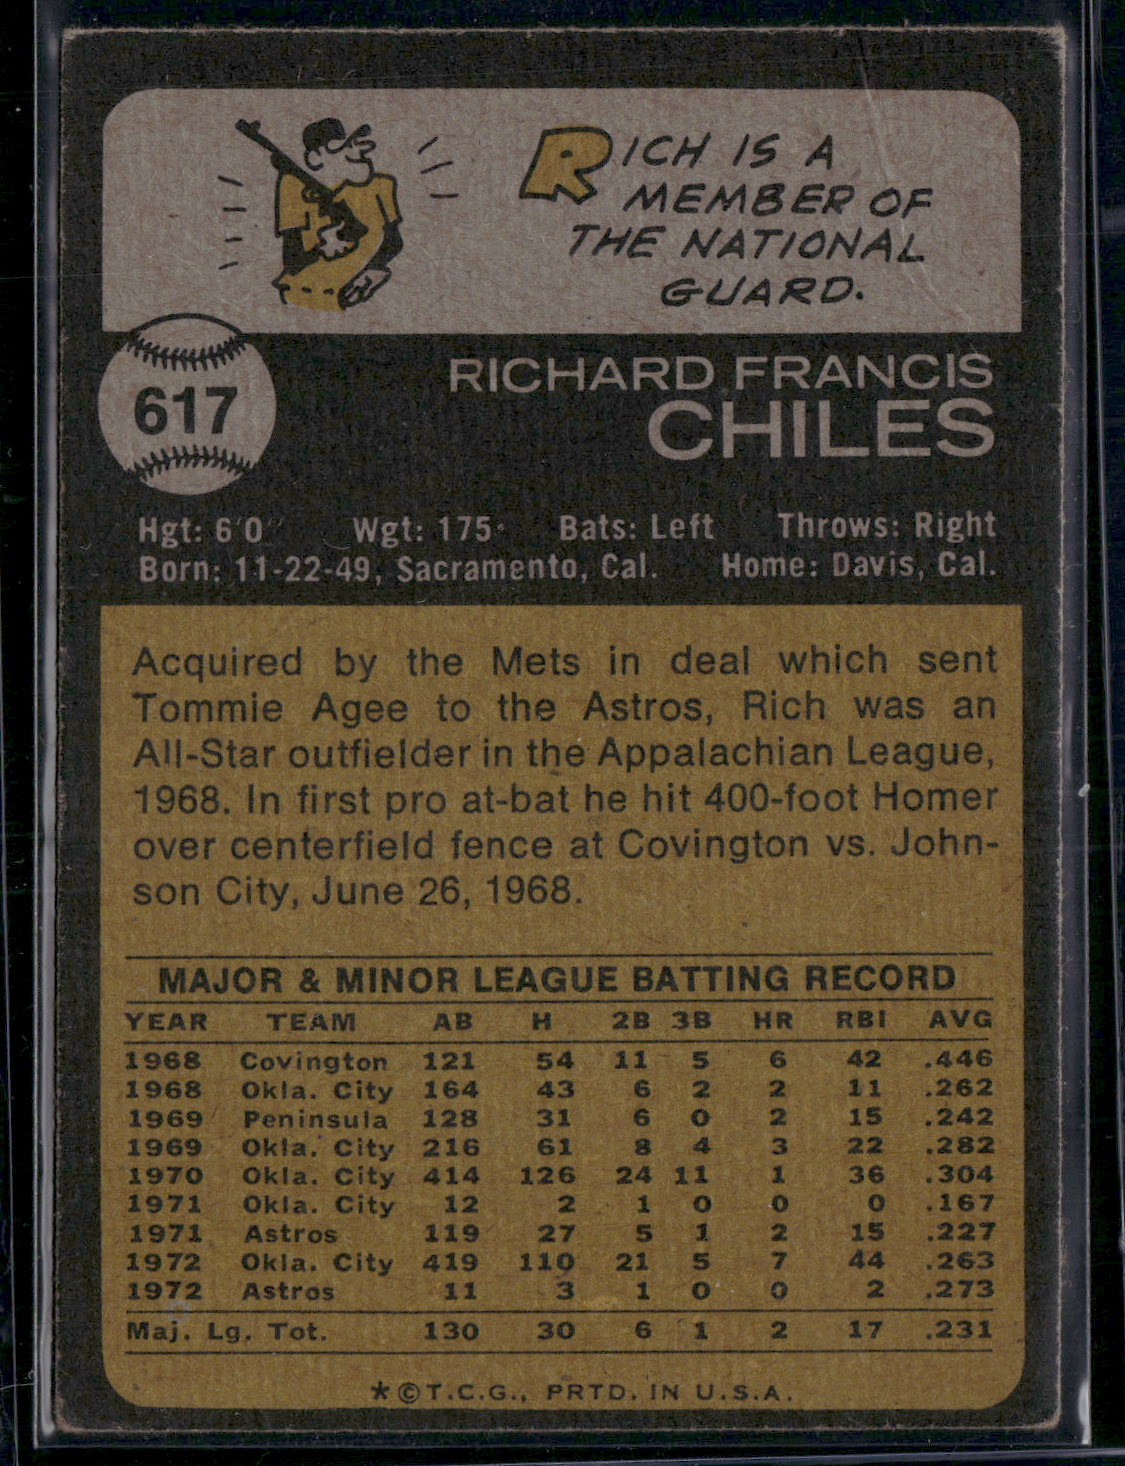 RICH IS A
MEMBER OF
THE NATIONAL
GUARD.
617
RICHARD FRANCIS
CHILES
Hgt: 6'0" Wgt: 175 Bats: Left Throws: Right
Born: 11-22-49, Sacramento, Cal. Home: Davis, Cal.
Acquired by the Mets in deal which sent
Tommie Agee to the Astros, Rich was an
All-Star outfielder in the Appalachian League,
1968. In first pro at-bat he hit 400-foot Homer
over centerfield fence at Covington vs. John-
son City, June 26, 1968.
MAJOR & MINOR LEAGUE BATTING RECORD
YEAR TEAM AB H 2B 3B HR RBI AVG
1968 Covington 121 54 11 5 6 42 .446
1968 Okla. City 164 43 6 2 2 11 .262
1969 Peninsula 128 31 6 0 2 15 .242
1969 Okla. City 216 61 8 4 3 22 .282
1970 Okla. City 414 126 24 11 1 36 .304
1971 Okla. City 12 2 1 0 0 0 .167
1971 Astros 119 27 5 1 2 15 .227
1972 Okla. City 419 110 21 5 7 44 .263
1972 Astros 11 3 1 0 0 2 .273
Maj. Lg. Tot. 130 30 6 1 2 17 .231
*©T.C.G., PRTD. IN U.S.A.